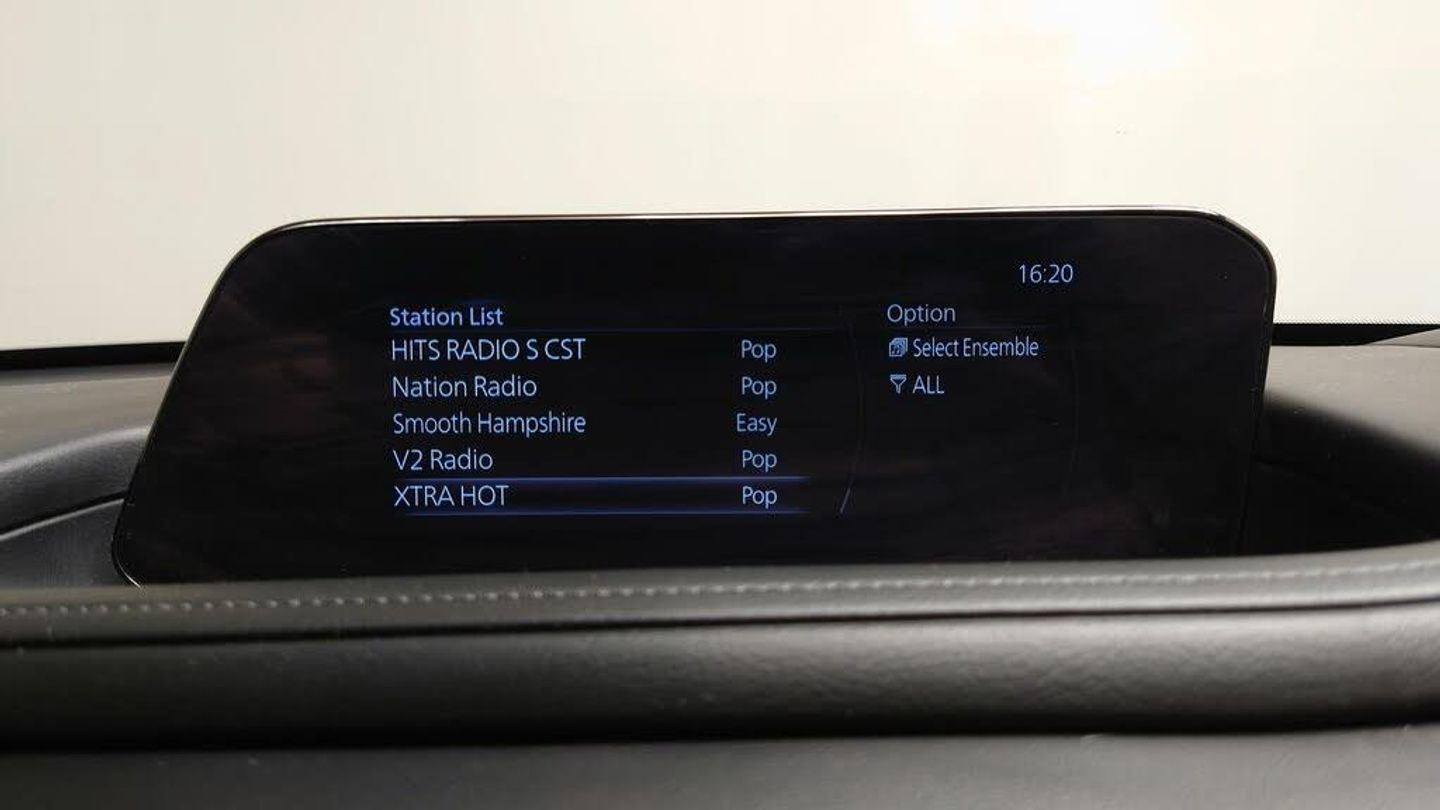 16:20
Station List
HITS RADIO S CST Pop
Nation Radio Pop
Smooth Hampshire Easy
V2 Radio Pop
XTRA HOT Pop
Option
Select Ensemble
ALL